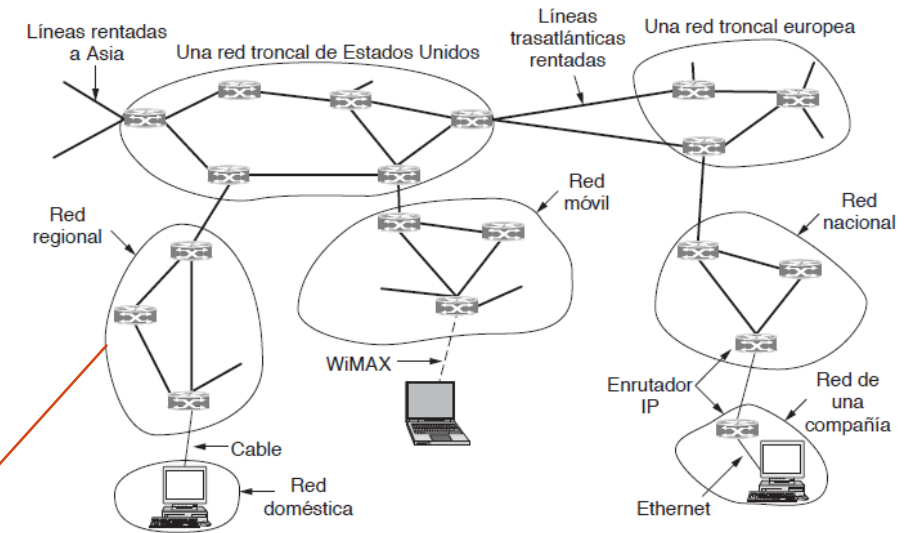 Líneas rentadas
a Asia
Una red troncal de Estados Unidos
Líneas
trasatlánticas
rentadas
Una red troncal europea
Red
regional
Red
móvil
Red
nacional
WiMAX
Enrutador
IP
Red de
una
compañía
Cable
Red
doméstica
Ethernet